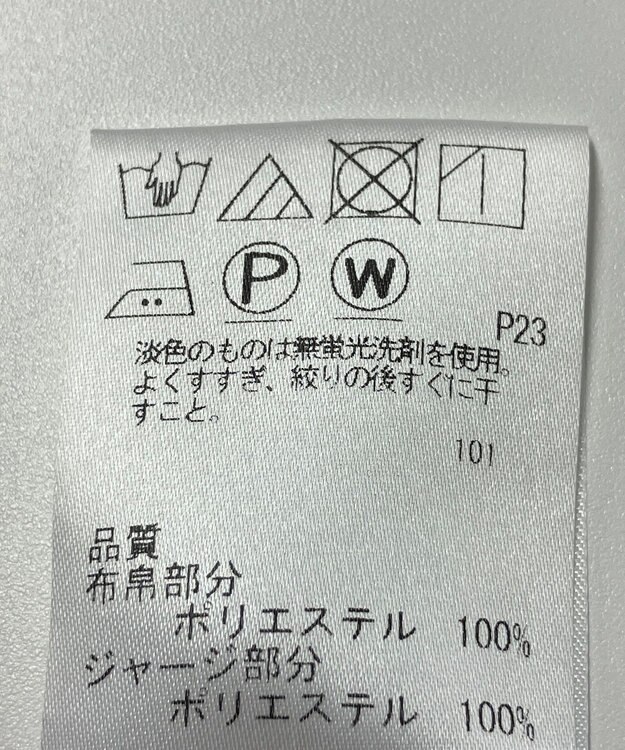 P W
P23
淡色のものは無蛍光洗剤を使用。
よくすすぎ、絞りの後すぐに干
すこと。
101
品質
布帛部分
ポリエステル 100%
ジャージ部分
ポリエステル 100%